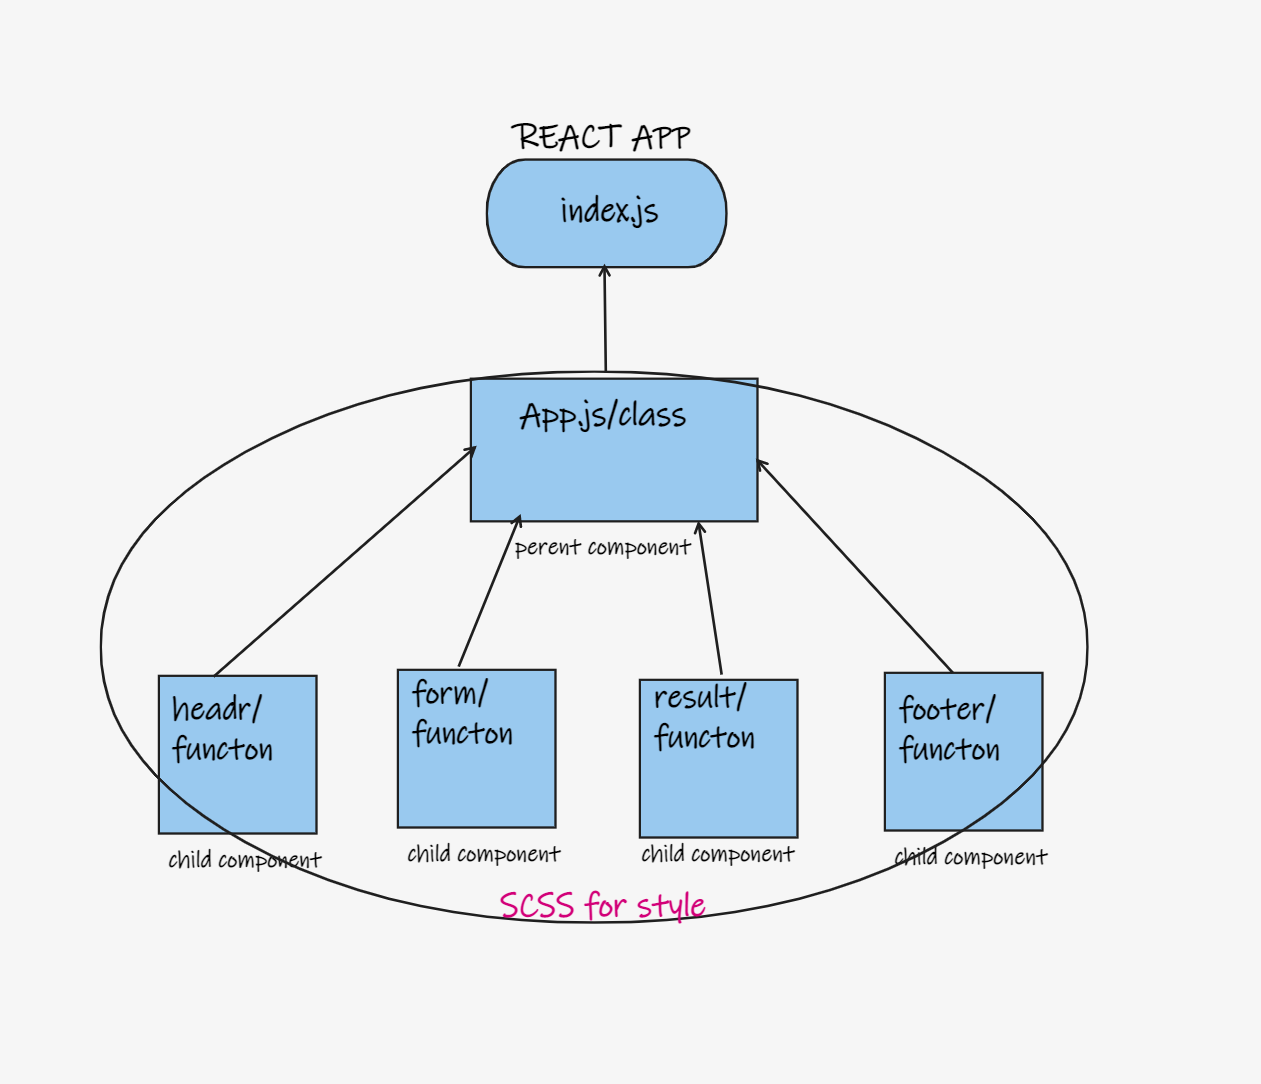 REACT APP
index.js
App.js/class
perent component
headr/
functon
form/
functon
result/
functon
footer/
functon
child component
child component
child component
child component
SCSS for style